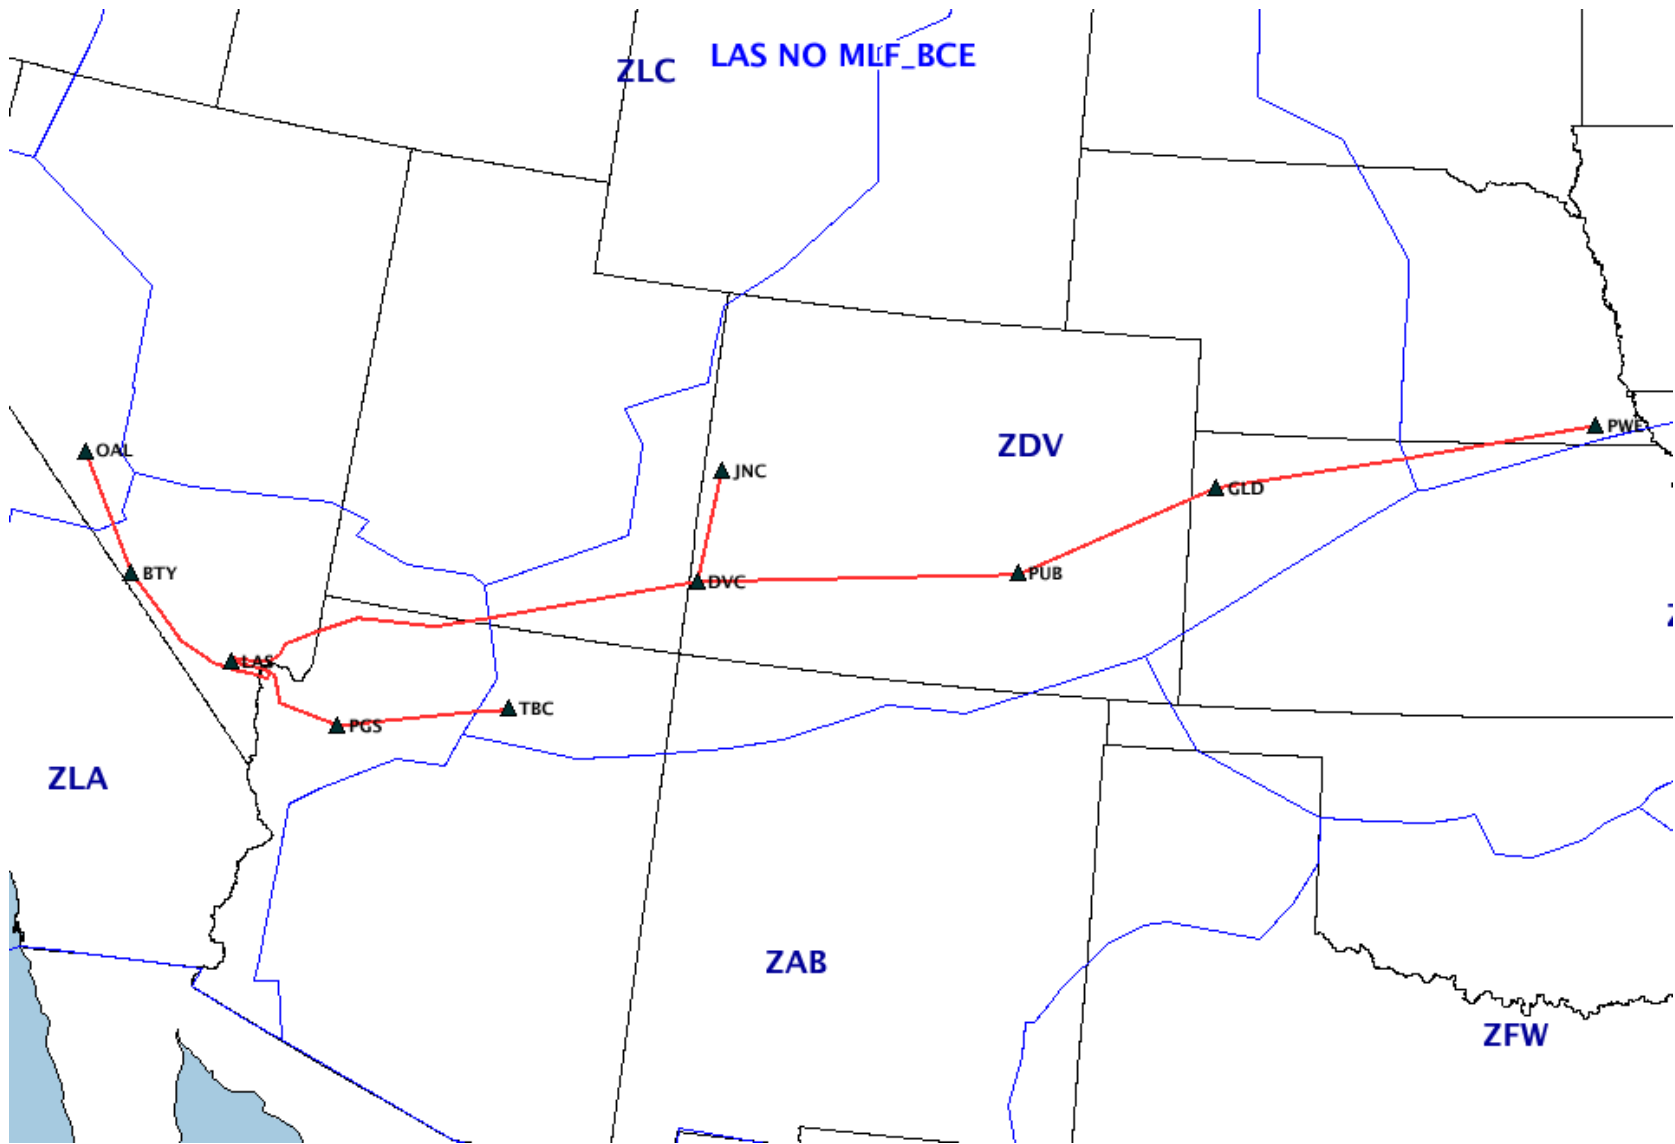 LAS NO MLF_BCE
ZLC
PWE
ZDV
OAL
JNC
GLD
BTY
PUB
DVC
LAS
TBC
PGS
ZLA
ZAB
ZFW